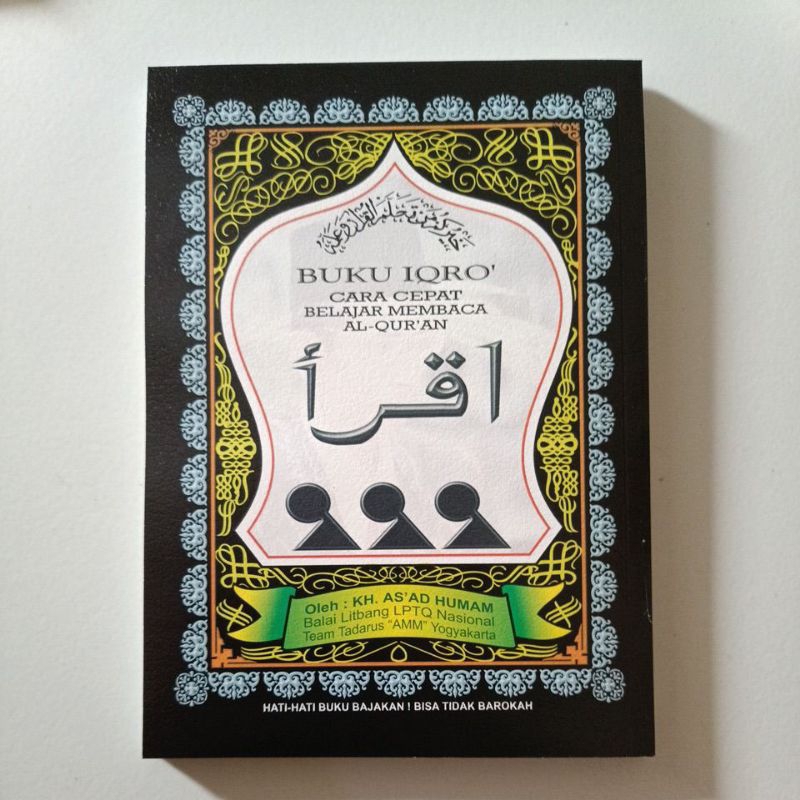 خيركم من تعلم القرآن وعلمه
BUKU IQRO'
CARA CEPAT
BELAJAR MEMBACA
AL-QUR'AN
اقرأ
Oleh : KH. AS'AD HUMAM
Balai Litbang LPTQ Nasional
Team Tadarus "AMM" Yogyakarta
HATI-HATI BUKU BAJAKAN ! BISA TIDAK BAROKAH